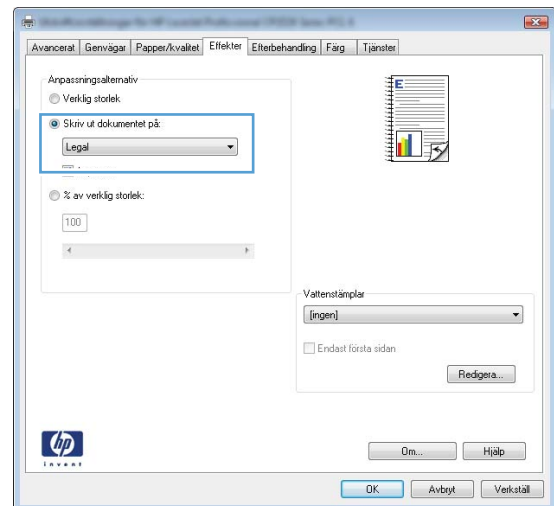 Avancerat Genvägar Papper/kvalitet Effekter Efterbehandling Färg Tjänster
Anpassningsalternativ
Verklig storlek
Skriv ut dokumentet på:
Legal
% av verklig storlek:
100
E
Vattenstämplar
[ingen]
Endast första sidan
Redigera...
hp
invent
Om...
Hjälp
OK
Avbryt
Verkställ